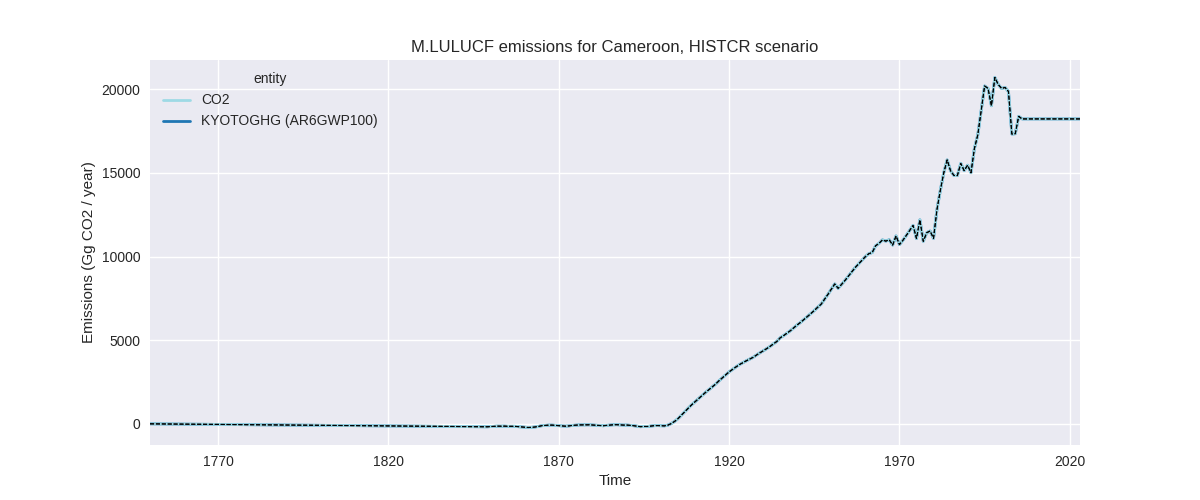 M.LULUCF emissions for Cameroon, HISTCR scenario
entity
CO2
KYOTOGHG (AR6GWP100)
Emissions (Gg CO2 / year)
20000
15000
10000
5000
0
1770
1820
1870
1920
1970
2020
Time